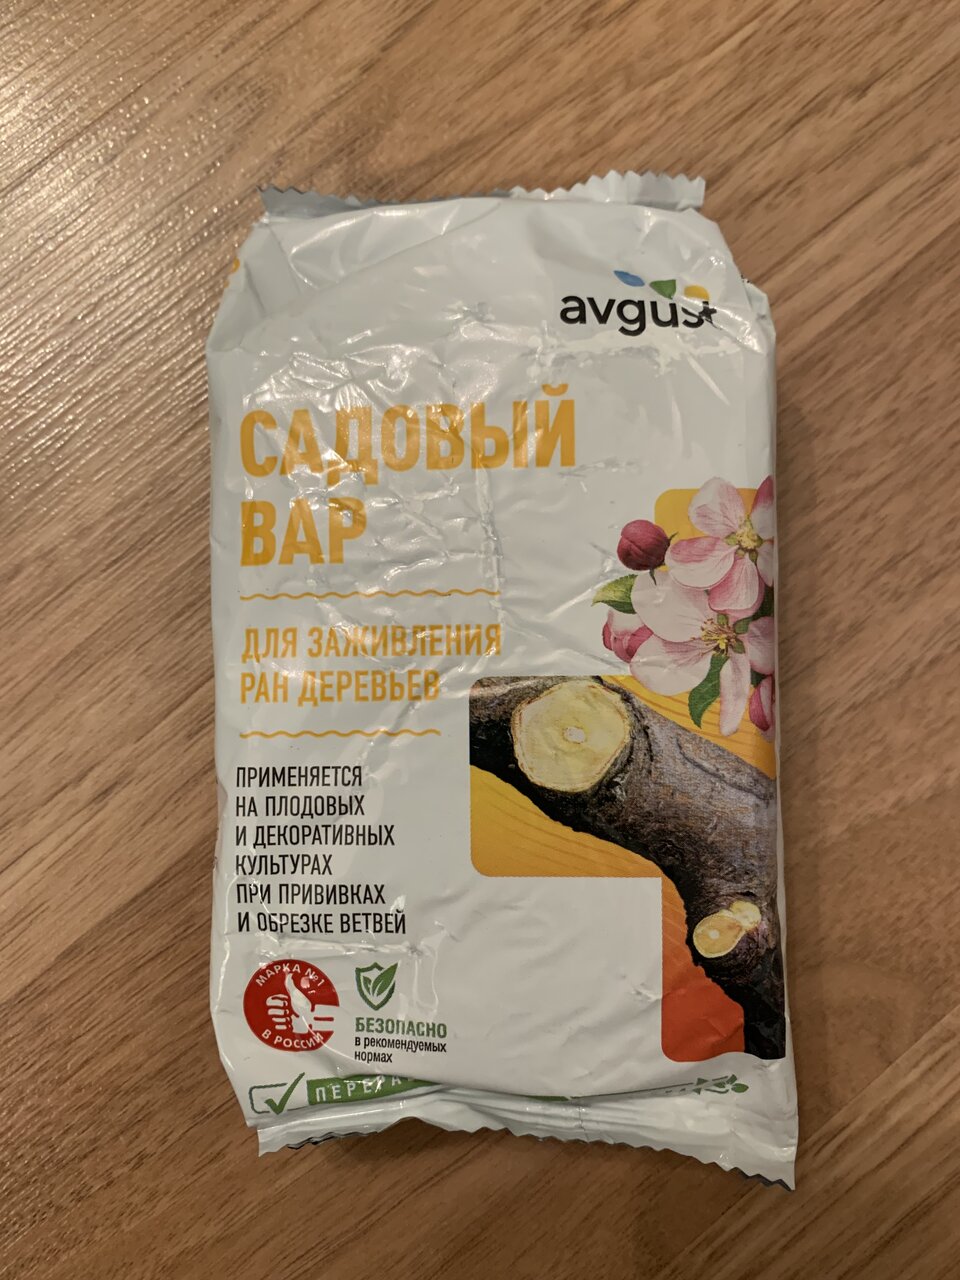 avgust
САДОВЫЙ
ВАР
ДЛЯ ЗАЖИВЛЕНИЯ
РАН ДЕРЕВЬЕВ
ПРИМЕНЯЕТСЯ
НА ПЛОДОВЫХ
И ДЕКОРАТИВНЫХ
КУЛЬТУРАХ
ПРИ ПРИВИВКАХ
И ОБРЕЗКЕ ВЕТВЕЙ
МАРКА №1
В РОССИИ
БЕЗОПАСНО
в рекомендуемых
нормах